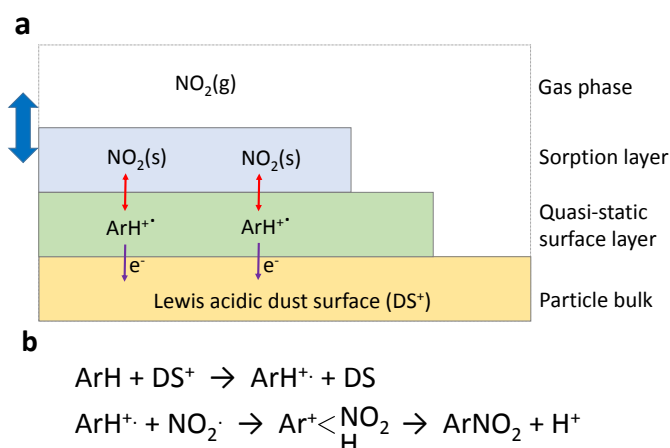 a
NO₂(g)
Gas phase
NO₂(s) NO₂(s)
Sorption layer
ArH⁺˙ ArH⁺˙
Quasi-static
surface layer
e⁻ e⁻
Lewis acidic dust surface (DS⁺)
Particle bulk
b
ArH + DS⁺ → ArH⁺˙ + DS
ArH⁺˙ + NO₂˙ → Ar⁺< NO₂ → ArNO₂ + H⁺
H